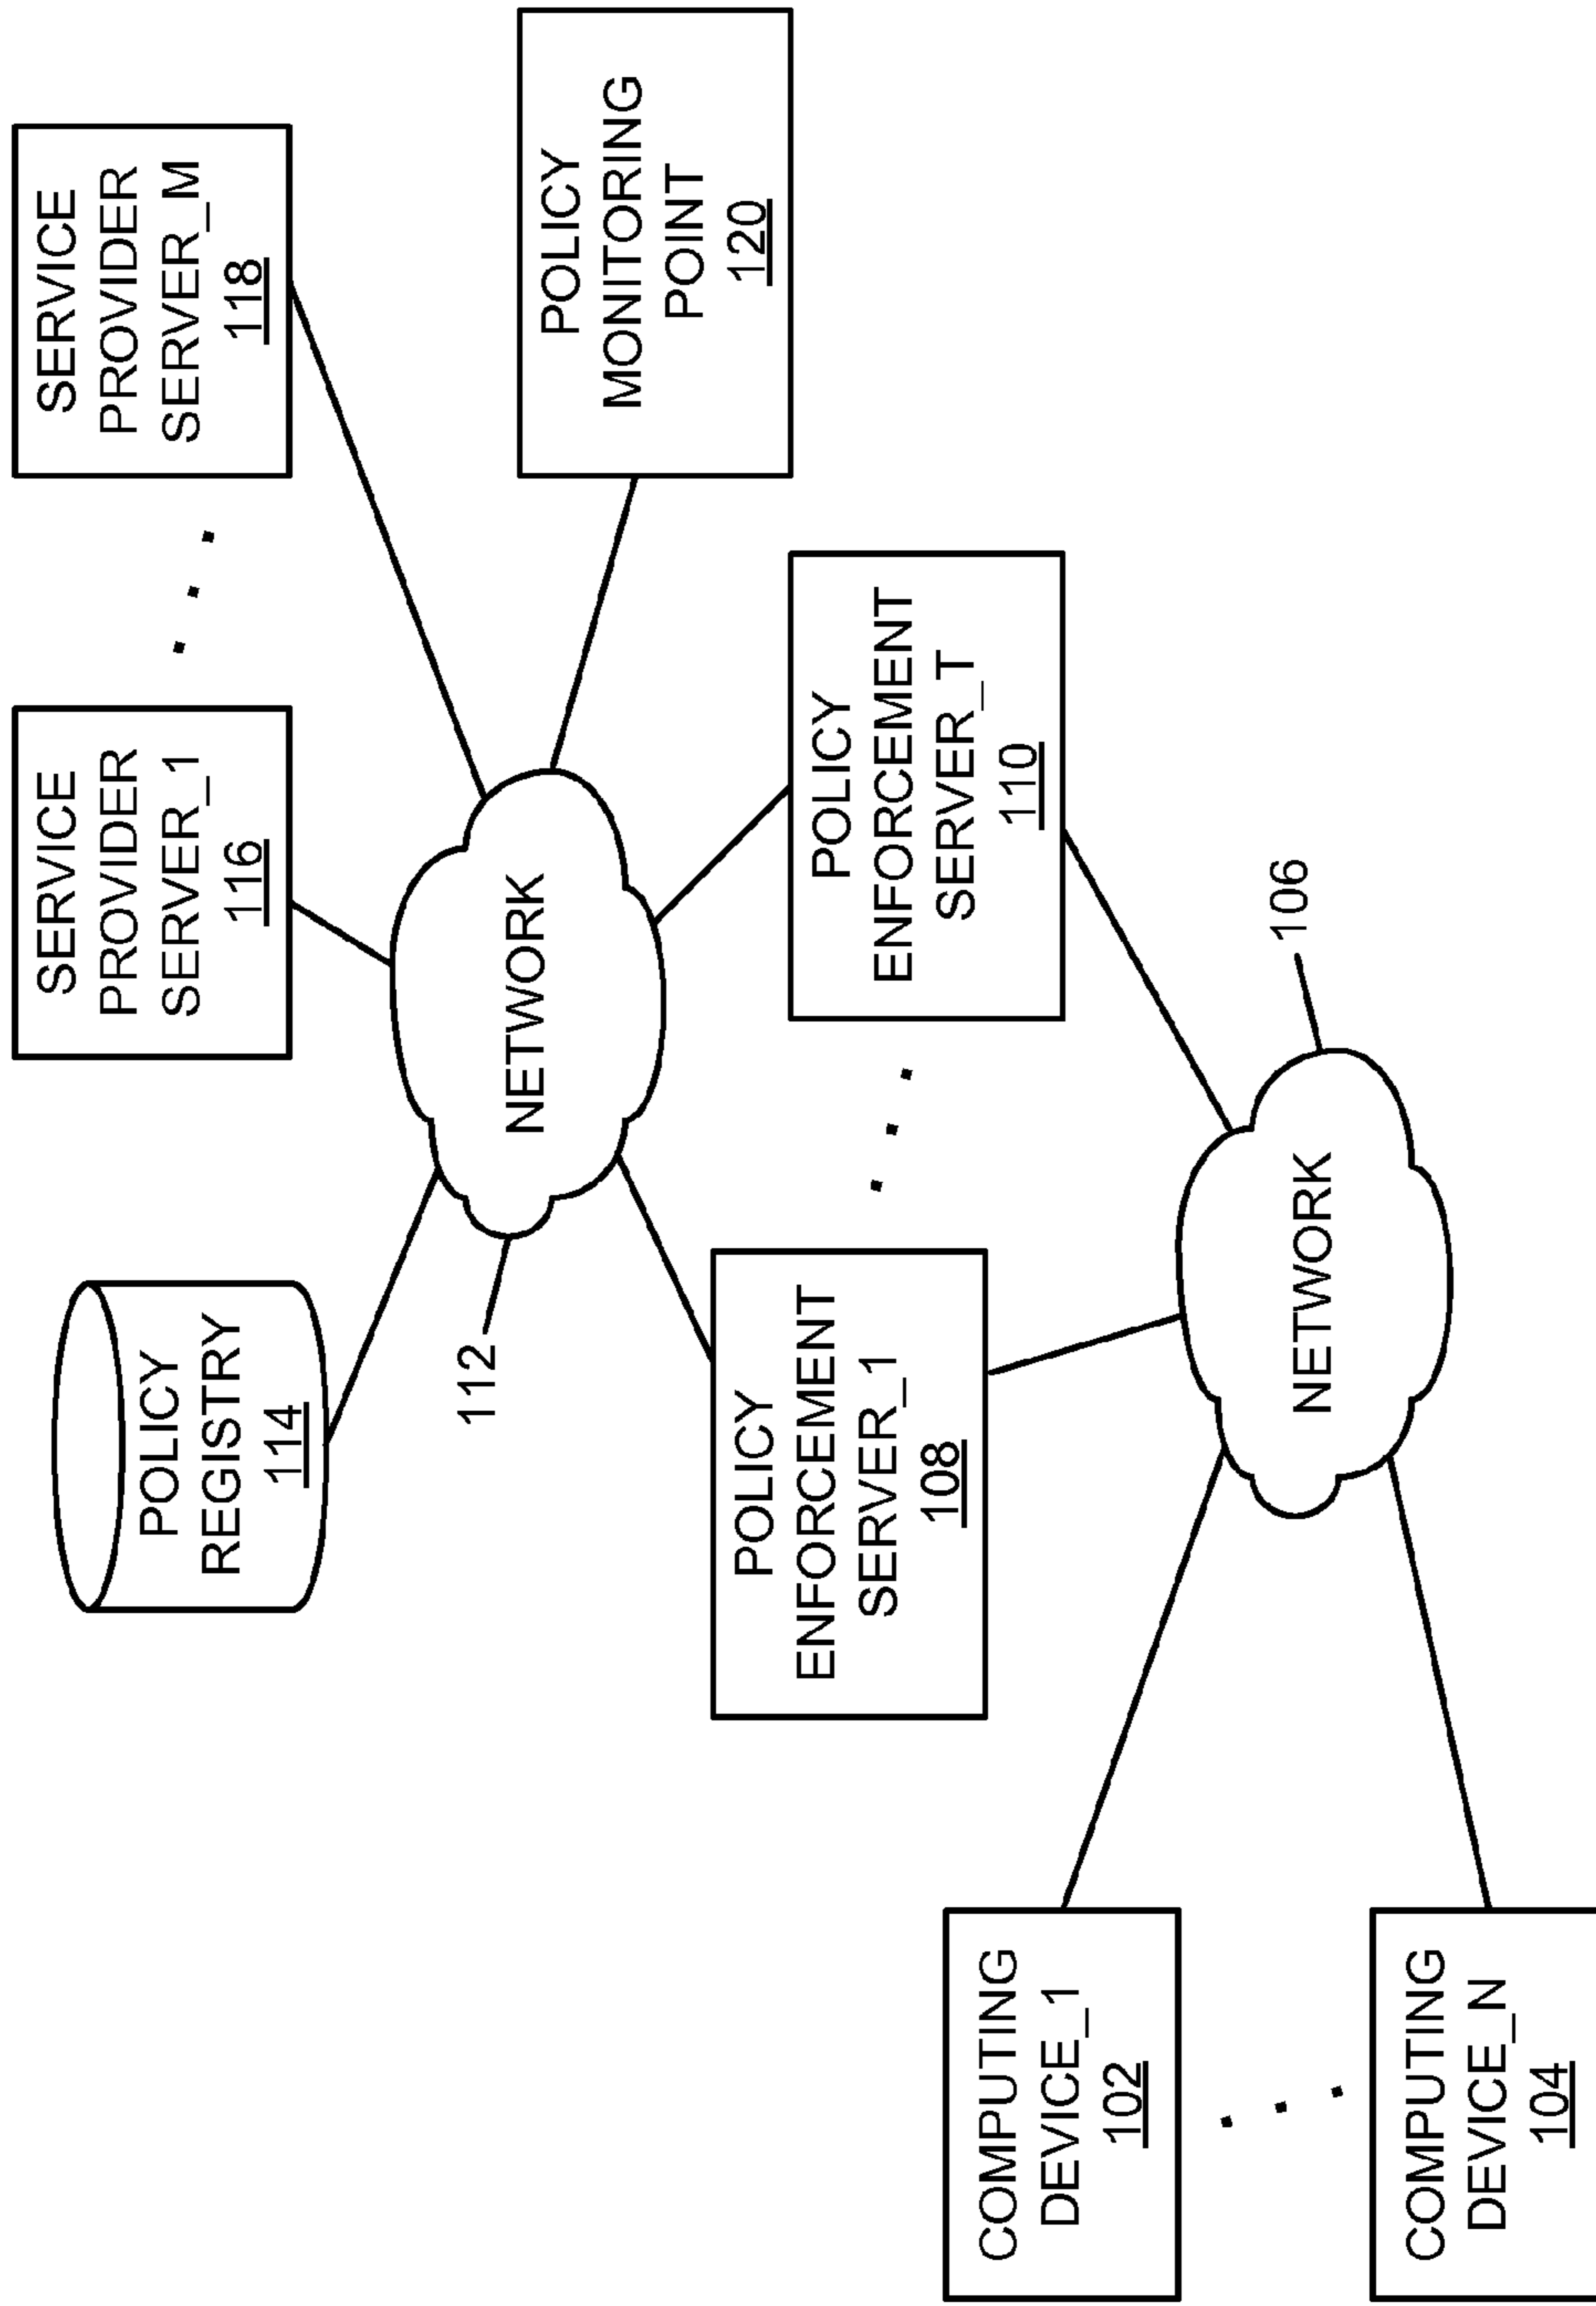 POLICY
REGISTRY
114
SERVICE
PROVIDER
SERVER_1
116
SERVICE
PROVIDER
SERVER_M
118
112
NETWORK
POLICY
MONITORING
POINT
120
POLICY
ENFORCEMENT
SERVER_1
108
POLICY
ENFORCEMENT
SERVER_T
110
COMPUTING
DEVICE_1
102
NETWORK
106
COMPUTING
DEVICE_N
104